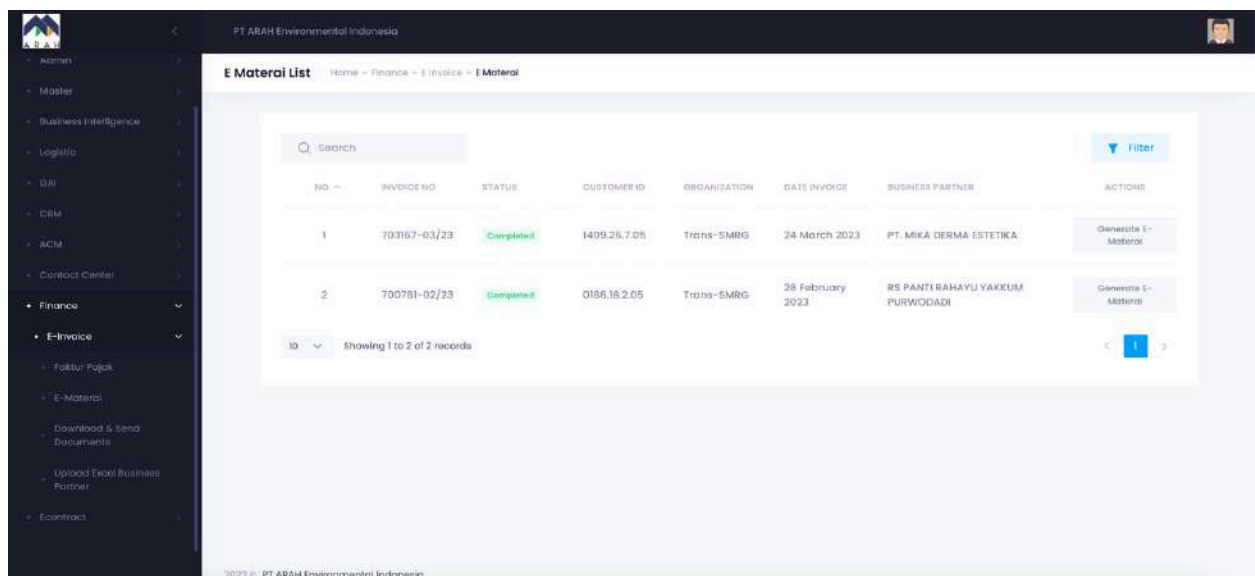 ARAH
PT ARAH Environmental Indonesia
Admin
Master
Business Intelligence
Logistic
CRM
ACM
Contact Center
Finance
E-Invoice
Faktur Pajak
E-Materai
Download & Send
Documents
Upload Excel Business
Partner
Econtract
E Materai List Home - Finance - E Invoice - E Materai
Search Filter
NO INVOICE NO STATUS CUSTOMER ID ORGANIZATION DATE INVOICE BUSINESS PARTNER ACTIONS
1 703167-03/23 Completed 1409.26.7.05 Trans-SMRG 24 March 2023 PT. MIKA DERMA ESTETIKA Generate E-
Materai
2 700781-02/23 Completed 0186.18.2.05 Trans-SMRG 28 February RS PANTI RAHAYU YAKKUM Generate E-
2023 PURWODADI Materai
10 Showing 1 to 2 of 2 records 1
2023 © PT ARAH Environmental Indonesia